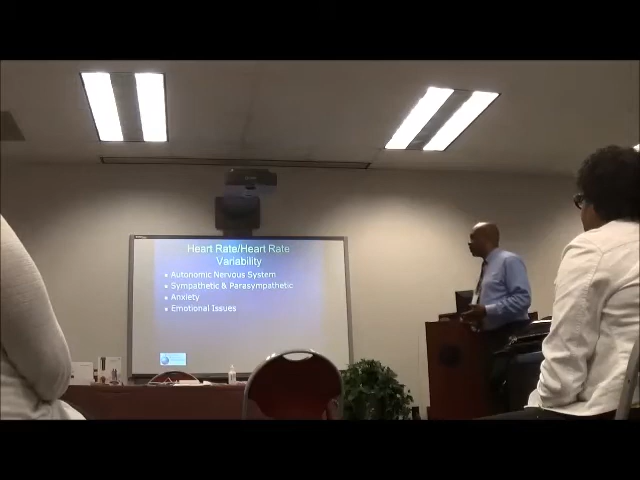 Heart Rate/Heart Rate
Variability
• Autonomic Nervous System
• Sympathetic & Parasympathetic
• Anxiety
• Emotional Issues